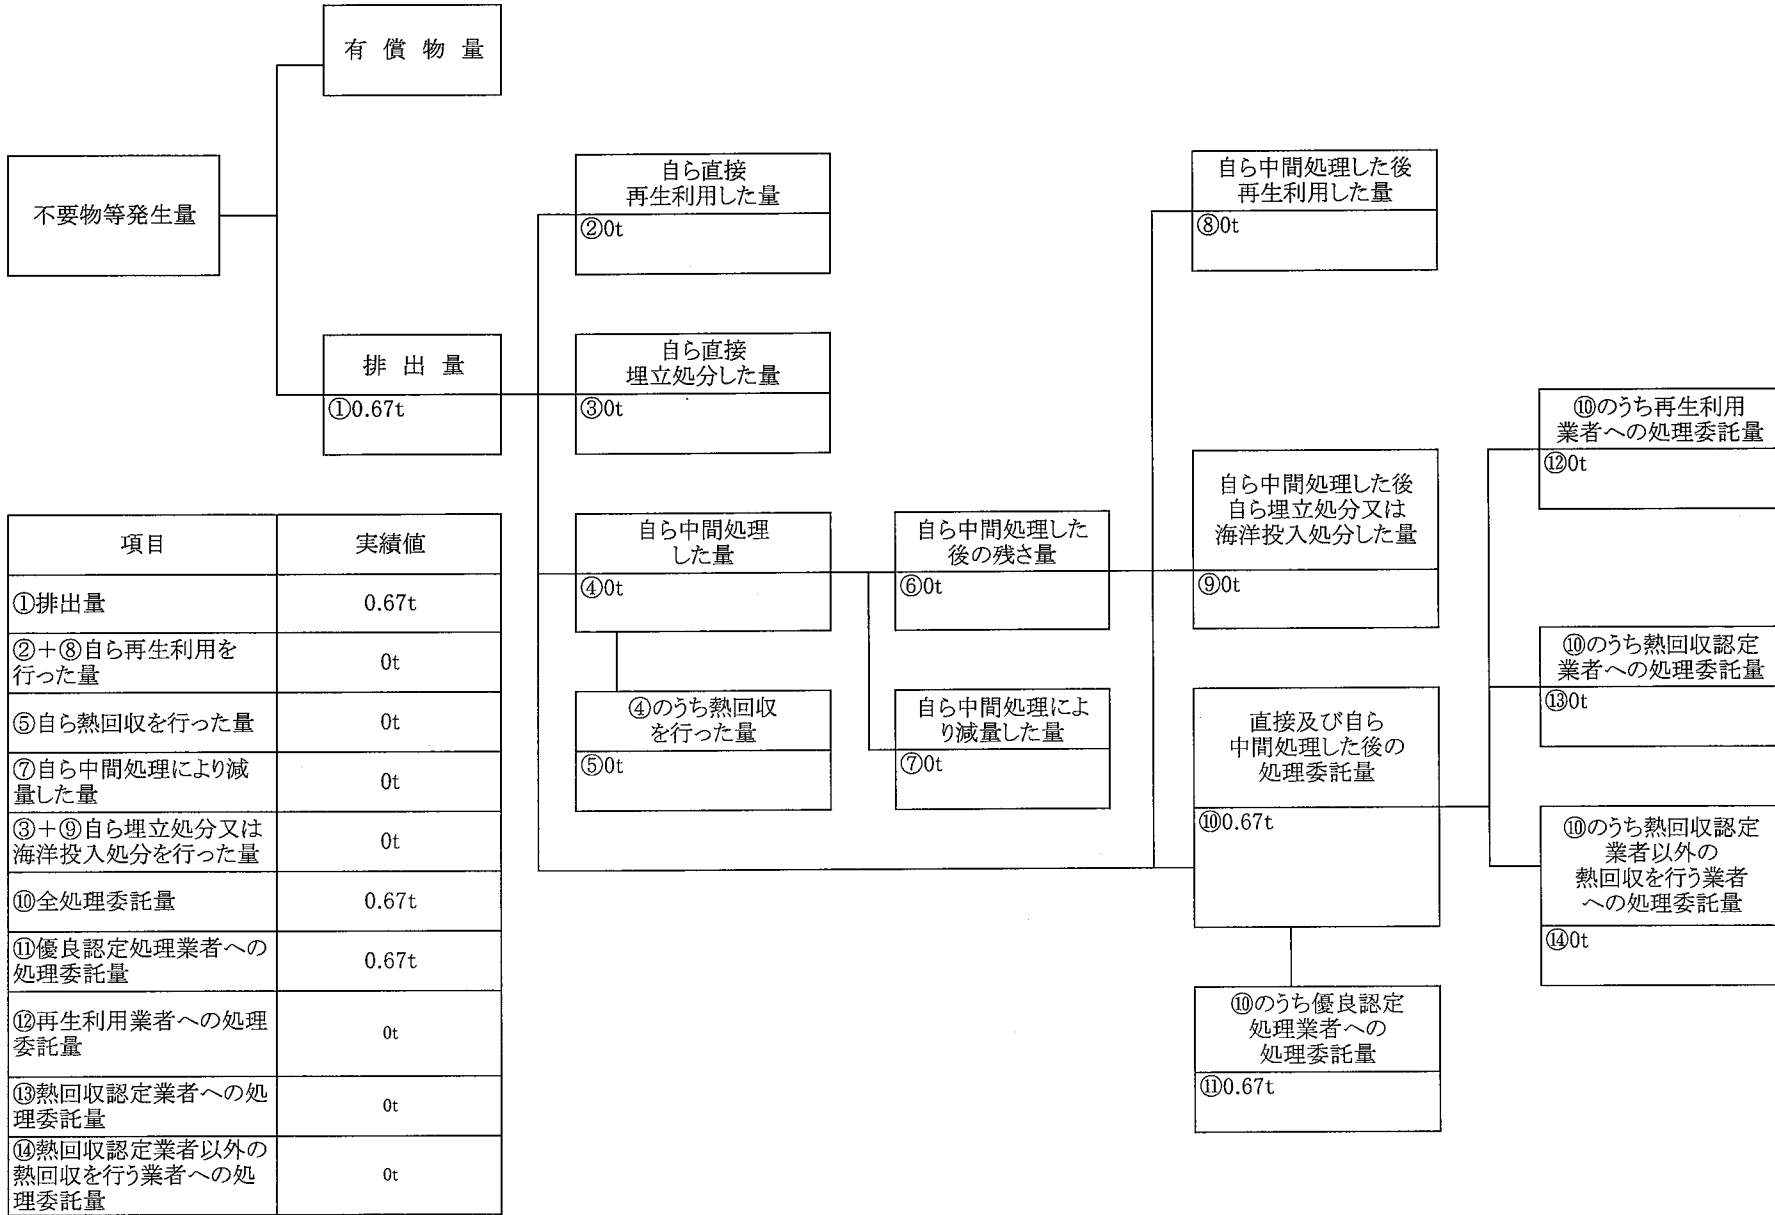 有償物量
不要物等発生量
排出量
①0.67t
自ら直接
再生利用した量
②0t
自ら直接
埋立処分した量
③0t
自ら中間処理
した量
④0t
④のうち熱回収
を行った量
⑤0t
自ら中間処理した
後の残さ量
⑥0t
自ら中間処理によ
り減量した量
⑦0t
自ら中間処理した後
再生利用した量
⑧0t
自ら中間処理した後
自ら埋立処分又は
海洋投入処分した量
⑨0t
直接及び自ら
中間処理した後の
処理委託量
⑩0.67t
⑩のうち優良認定
処理業者への
処理委託量
⑪0.67t
⑩のうち再生利用
業者への処理委託量
⑫0t
⑩のうち熱回収認定
業者への処理委託量
⑬0t
⑩のうち熱回収認定
業者以外の
熱回収を行う業者
への処理委託量
⑭0t
項目 実績値
①排出量 0.67t
②+⑧自ら再生利用を
行った量 0t
⑤自ら熱回収を行った量 0t
⑦自ら中間処理により減
量した量 0t
③+⑨自ら埋立処分又は
海洋投入処分を行った量 0t
⑩全処理委託量 0.67t
⑪優良認定処理業者への
処理委託量 0.67t
⑫再生利用業者への処理
委託量 0t
⑬熱回収認定業者への処
理委託量 0t
⑭熱回収認定業者以外の
熱回収を行う業者への処
理委託量 0t